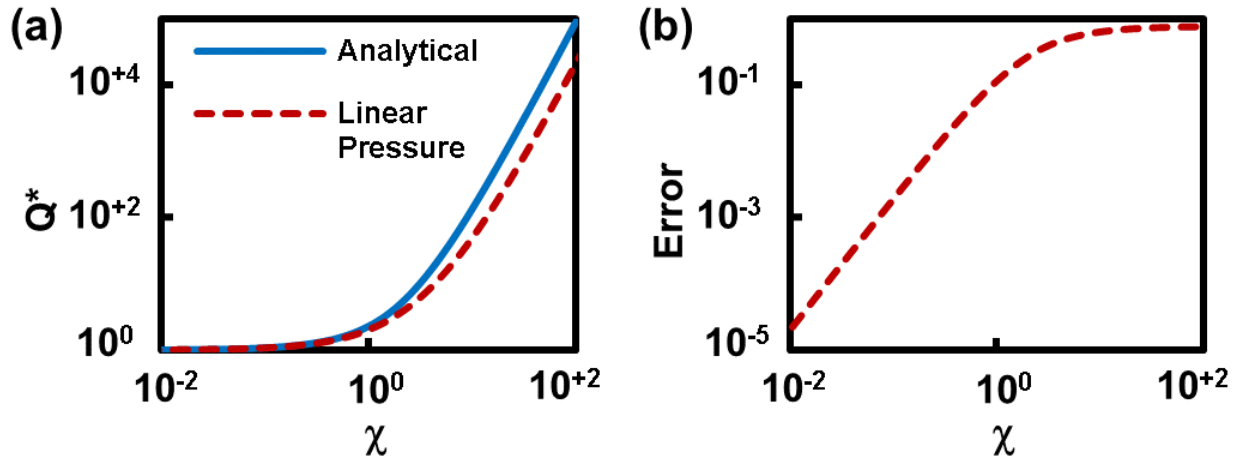 (a)
Analytical
Linear
Pressure
Q*
10⁺⁴
10⁺²
10⁰
10⁻²
10⁰
10⁺²
χ
(b)
Error
10⁻¹
10⁻³
10⁻⁵
10⁻²
10⁰
10⁺²
χ